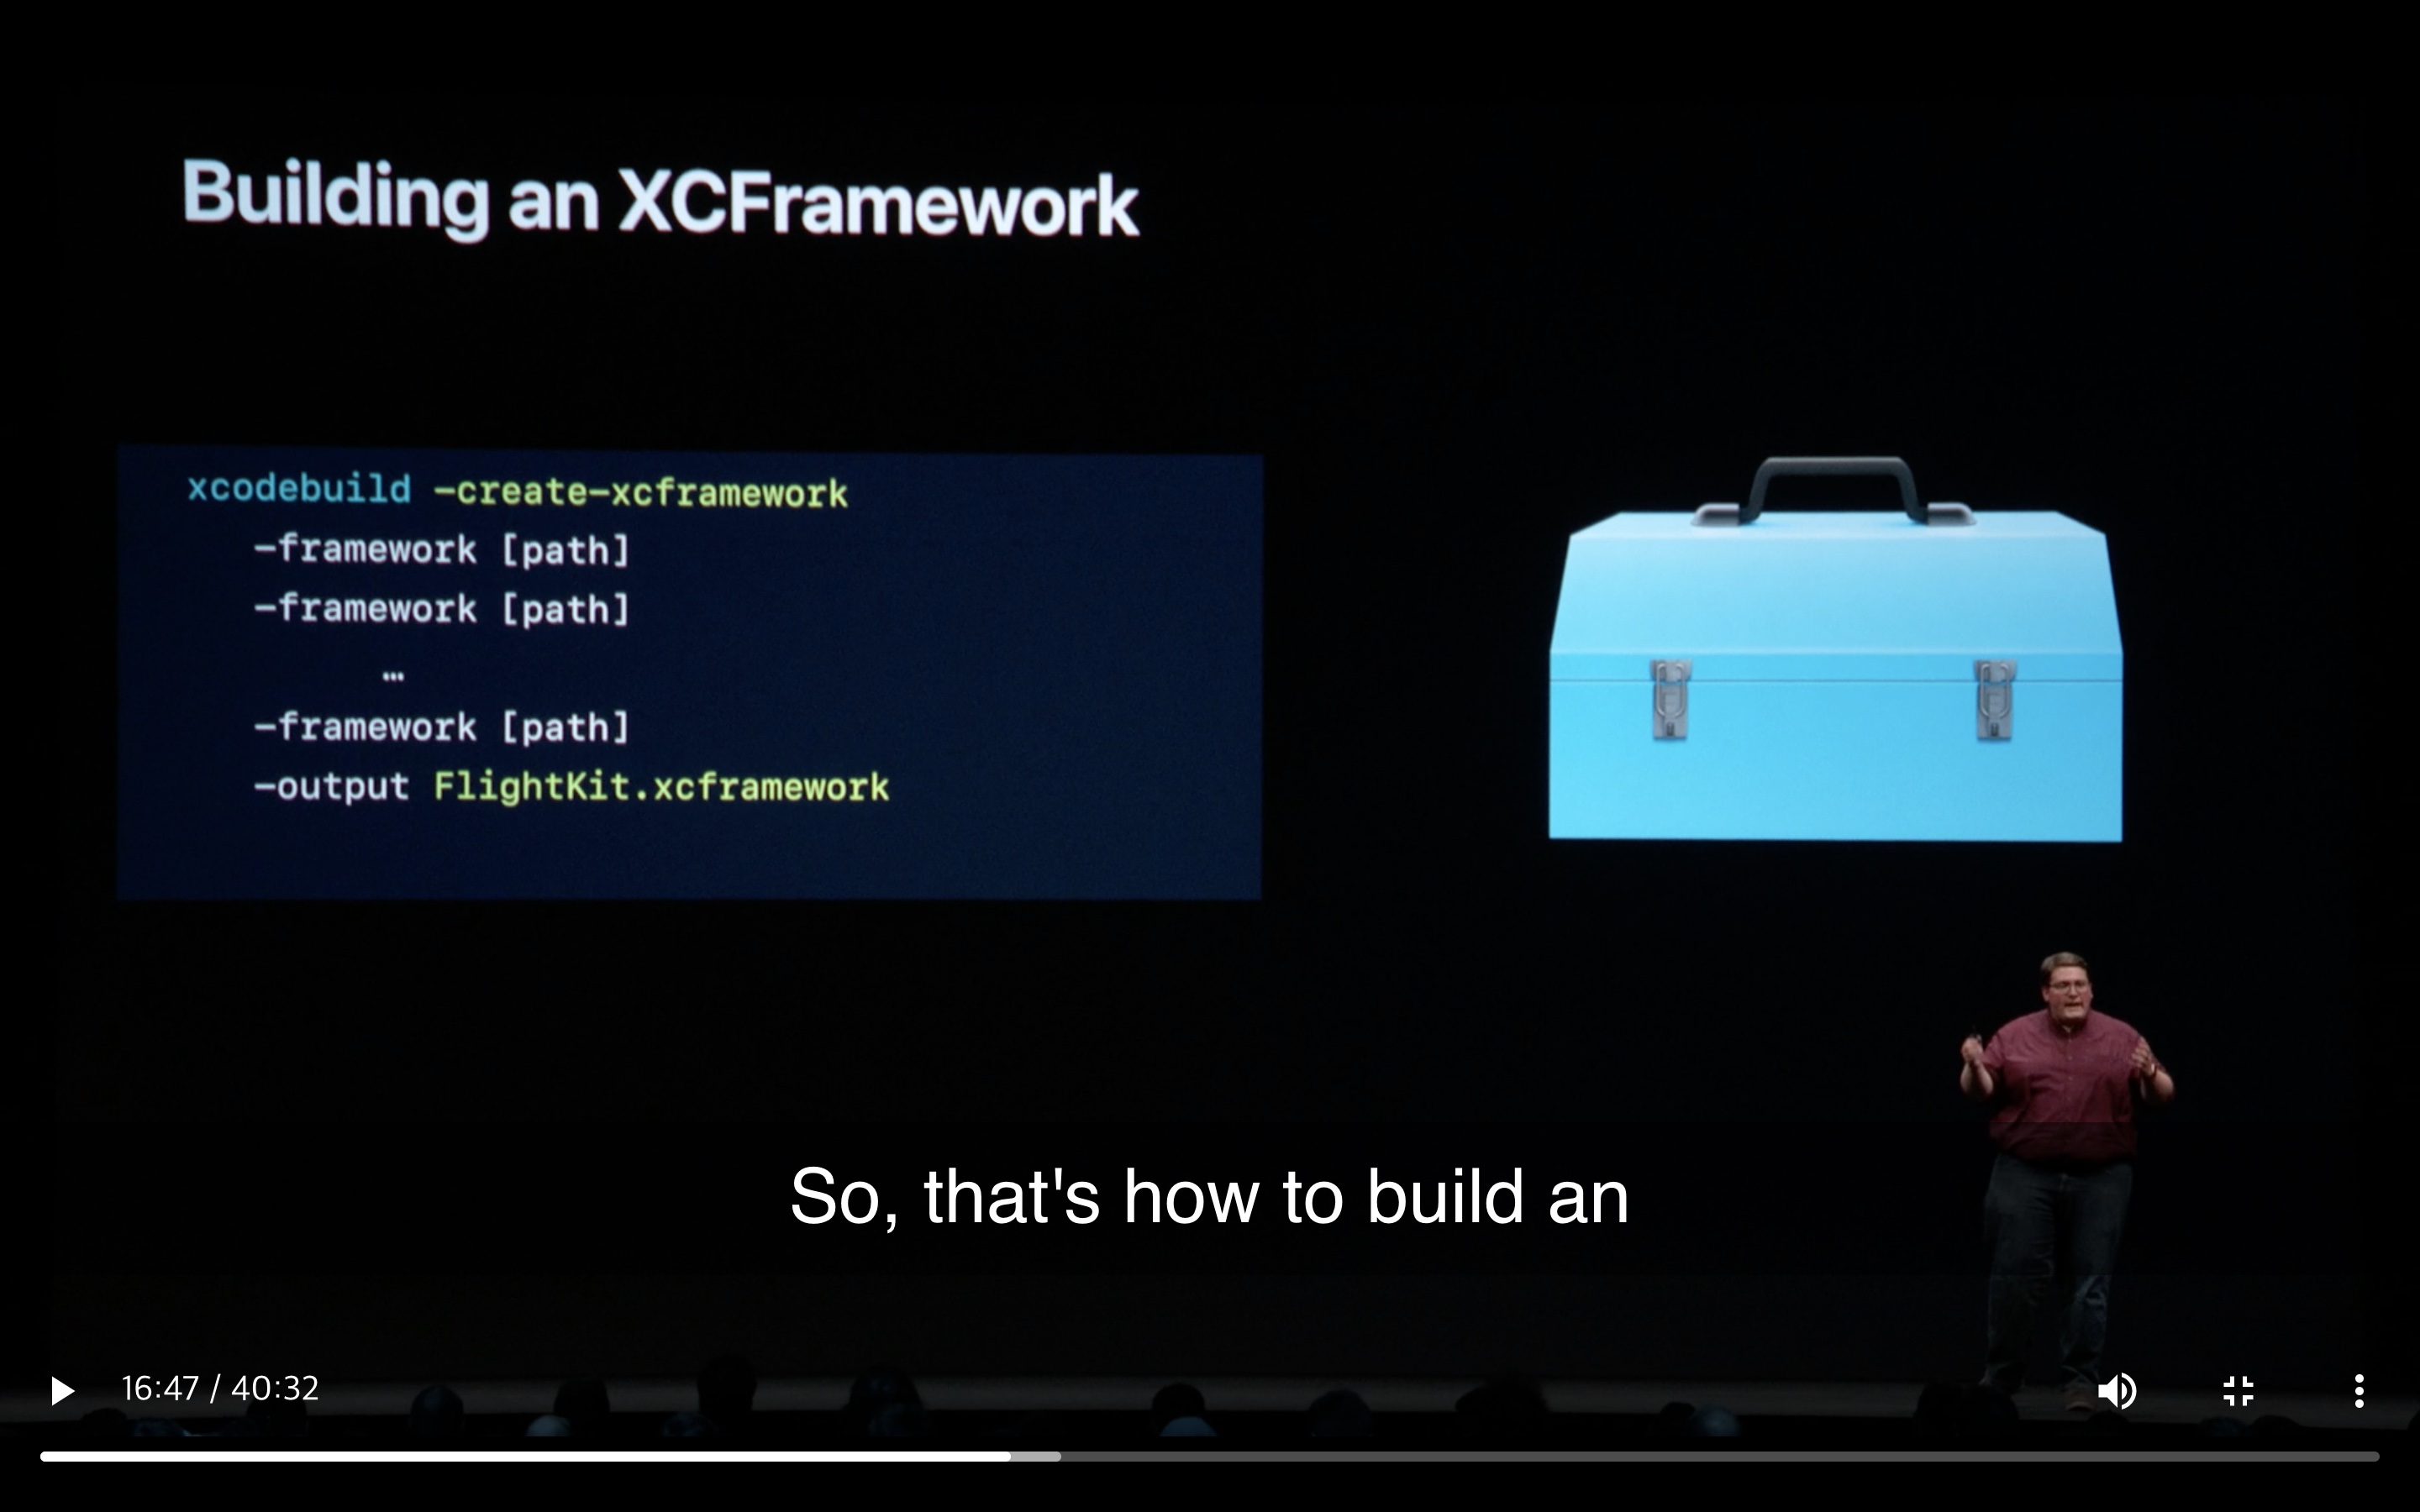 Building an XCFramework
xcodebuild -create-xcframework
-framework [path]
-framework [path]
…
-framework [path]
-output FlightKit.xcframework
So, that's how to build an
16:47 / 40:32